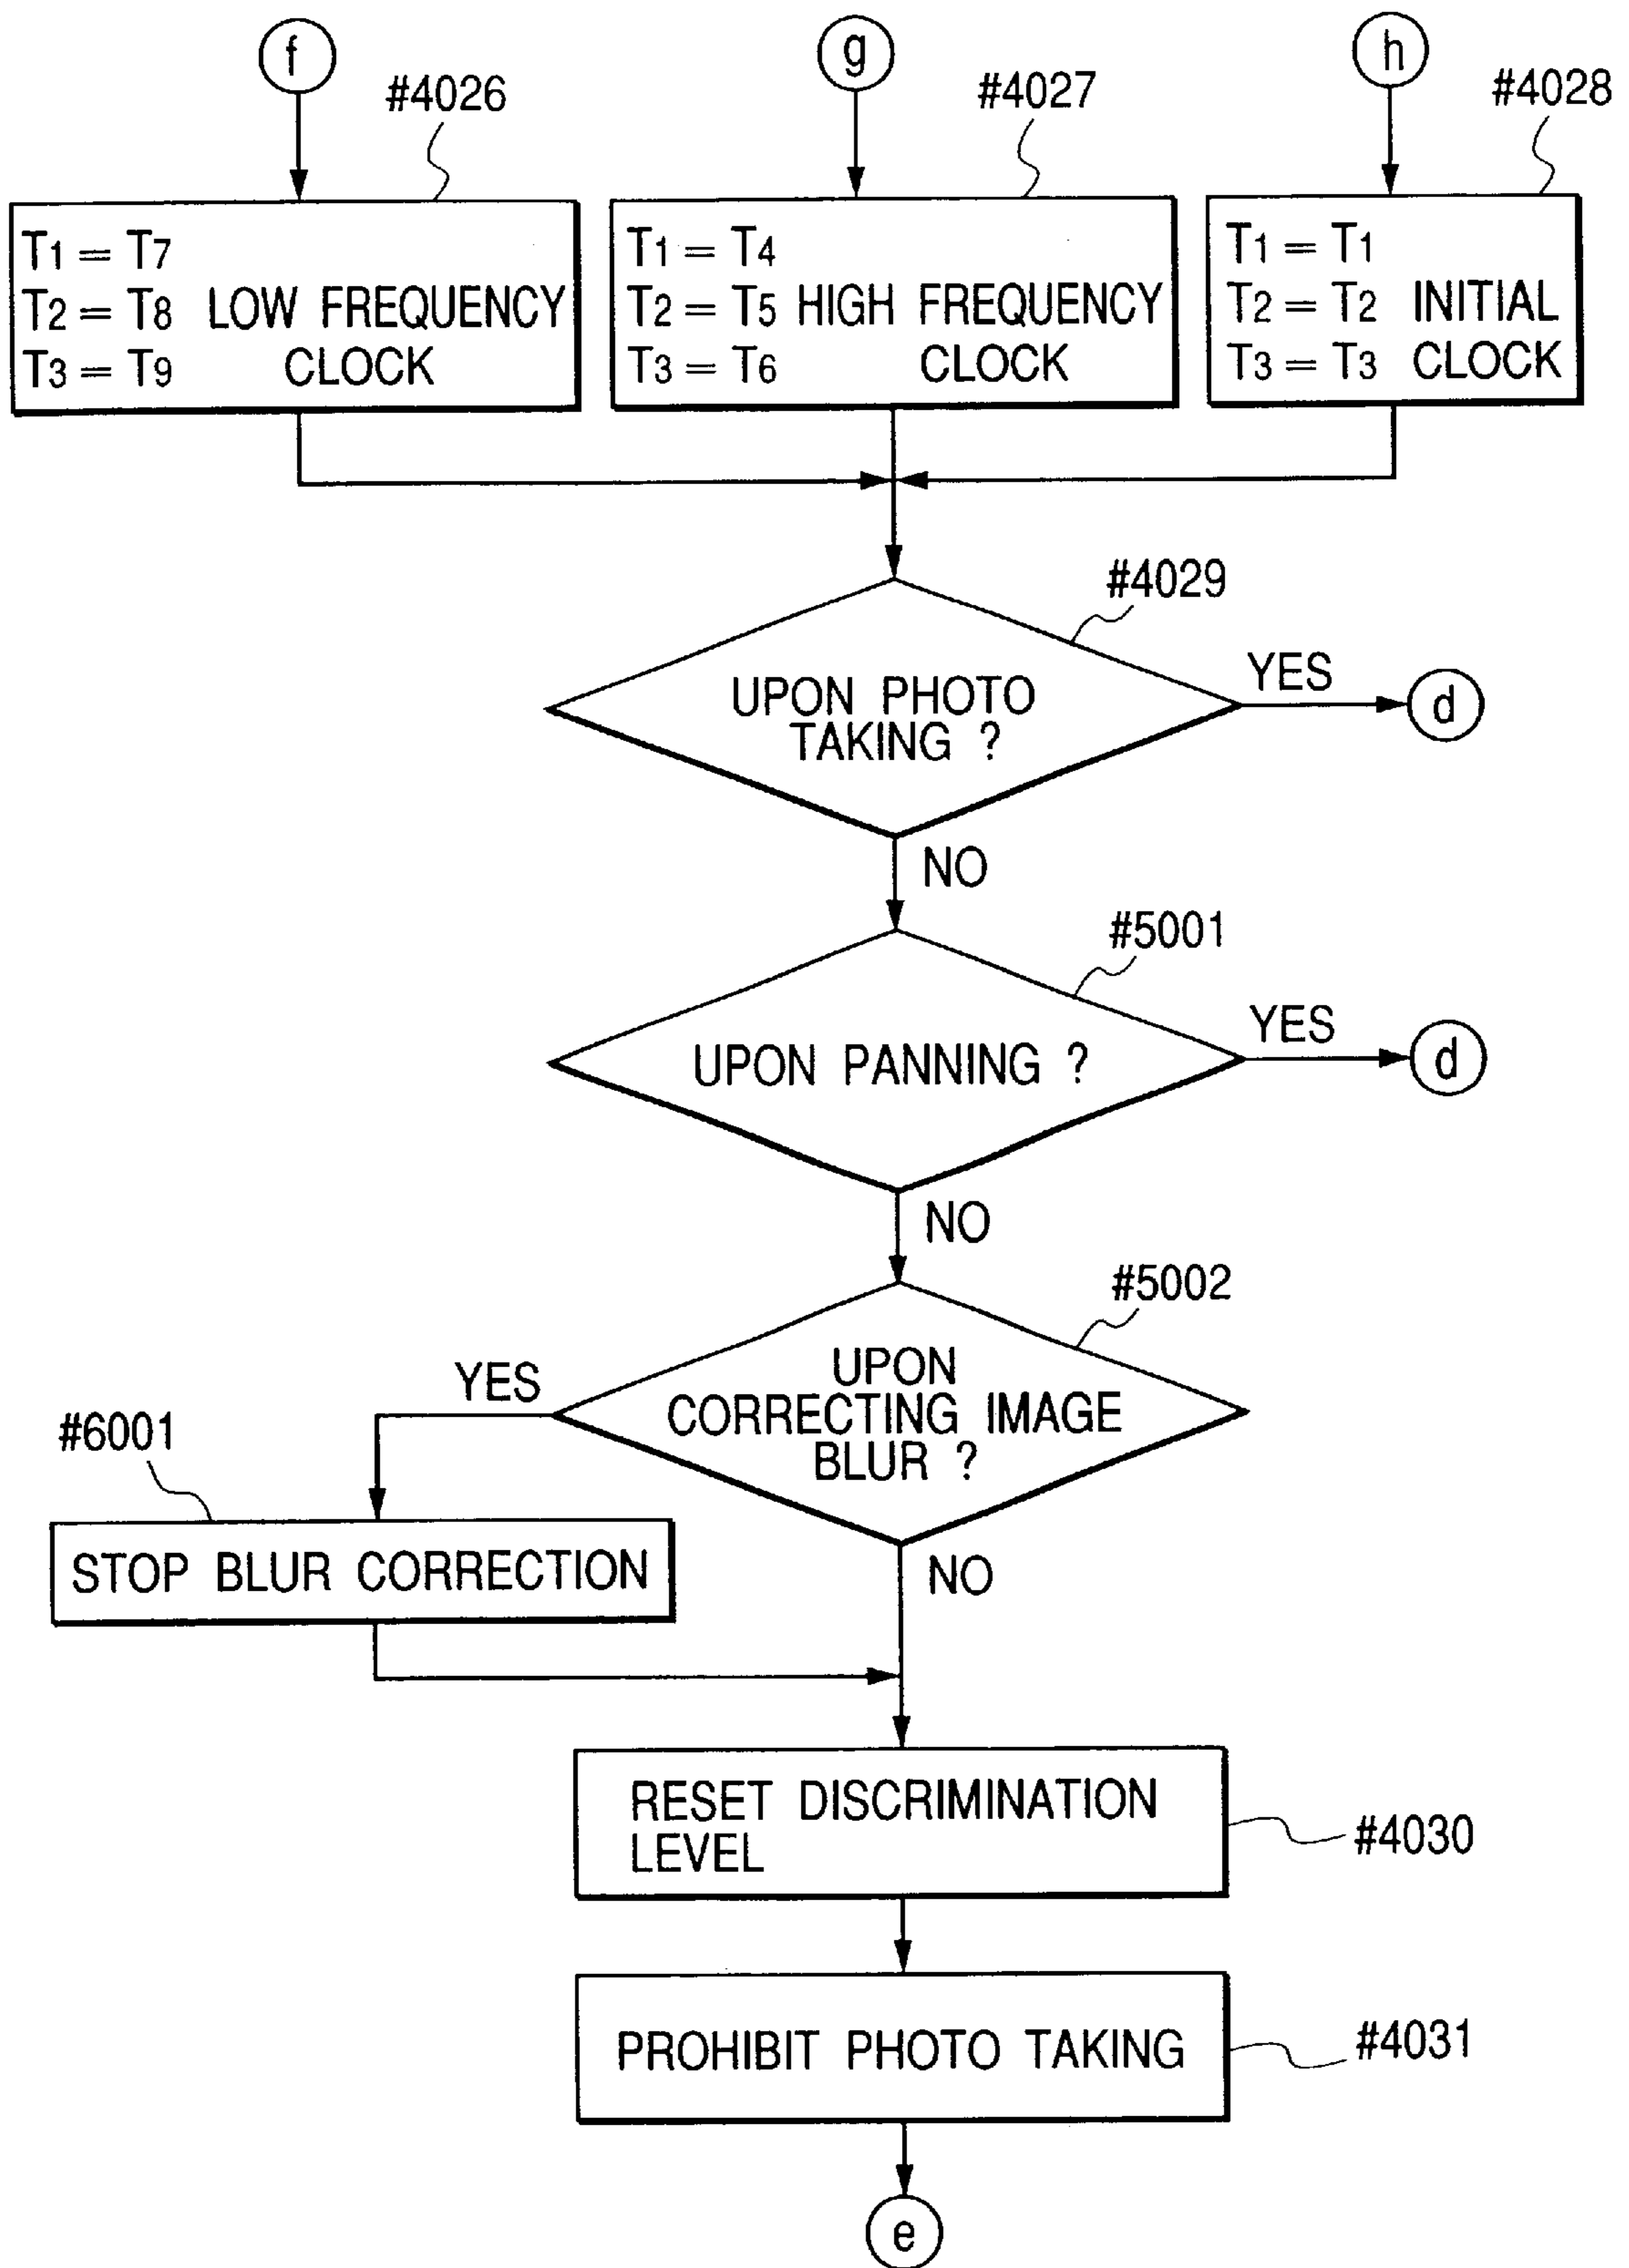 f
g
h
#4026
#4027
#4028
T1 = T7
T2 = T8 LOW FREQUENCY
T3 = T9 CLOCK
T1 = T4
T2 = T5 HIGH FREQUENCY
T3 = T6 CLOCK
T1 = T1
T2 = T2 INITIAL
T3 = T3 CLOCK
#4029
UPON PHOTO
TAKING ?
YES
d
NO
#5001
UPON PANNING ?
YES
d
NO
#5002
UPON
CORRECTING IMAGE
BLUR ?
YES
#6001
STOP BLUR CORRECTION
NO
RESET DISCRIMINATION
LEVEL
#4030
PROHIBIT PHOTO TAKING
#4031
e